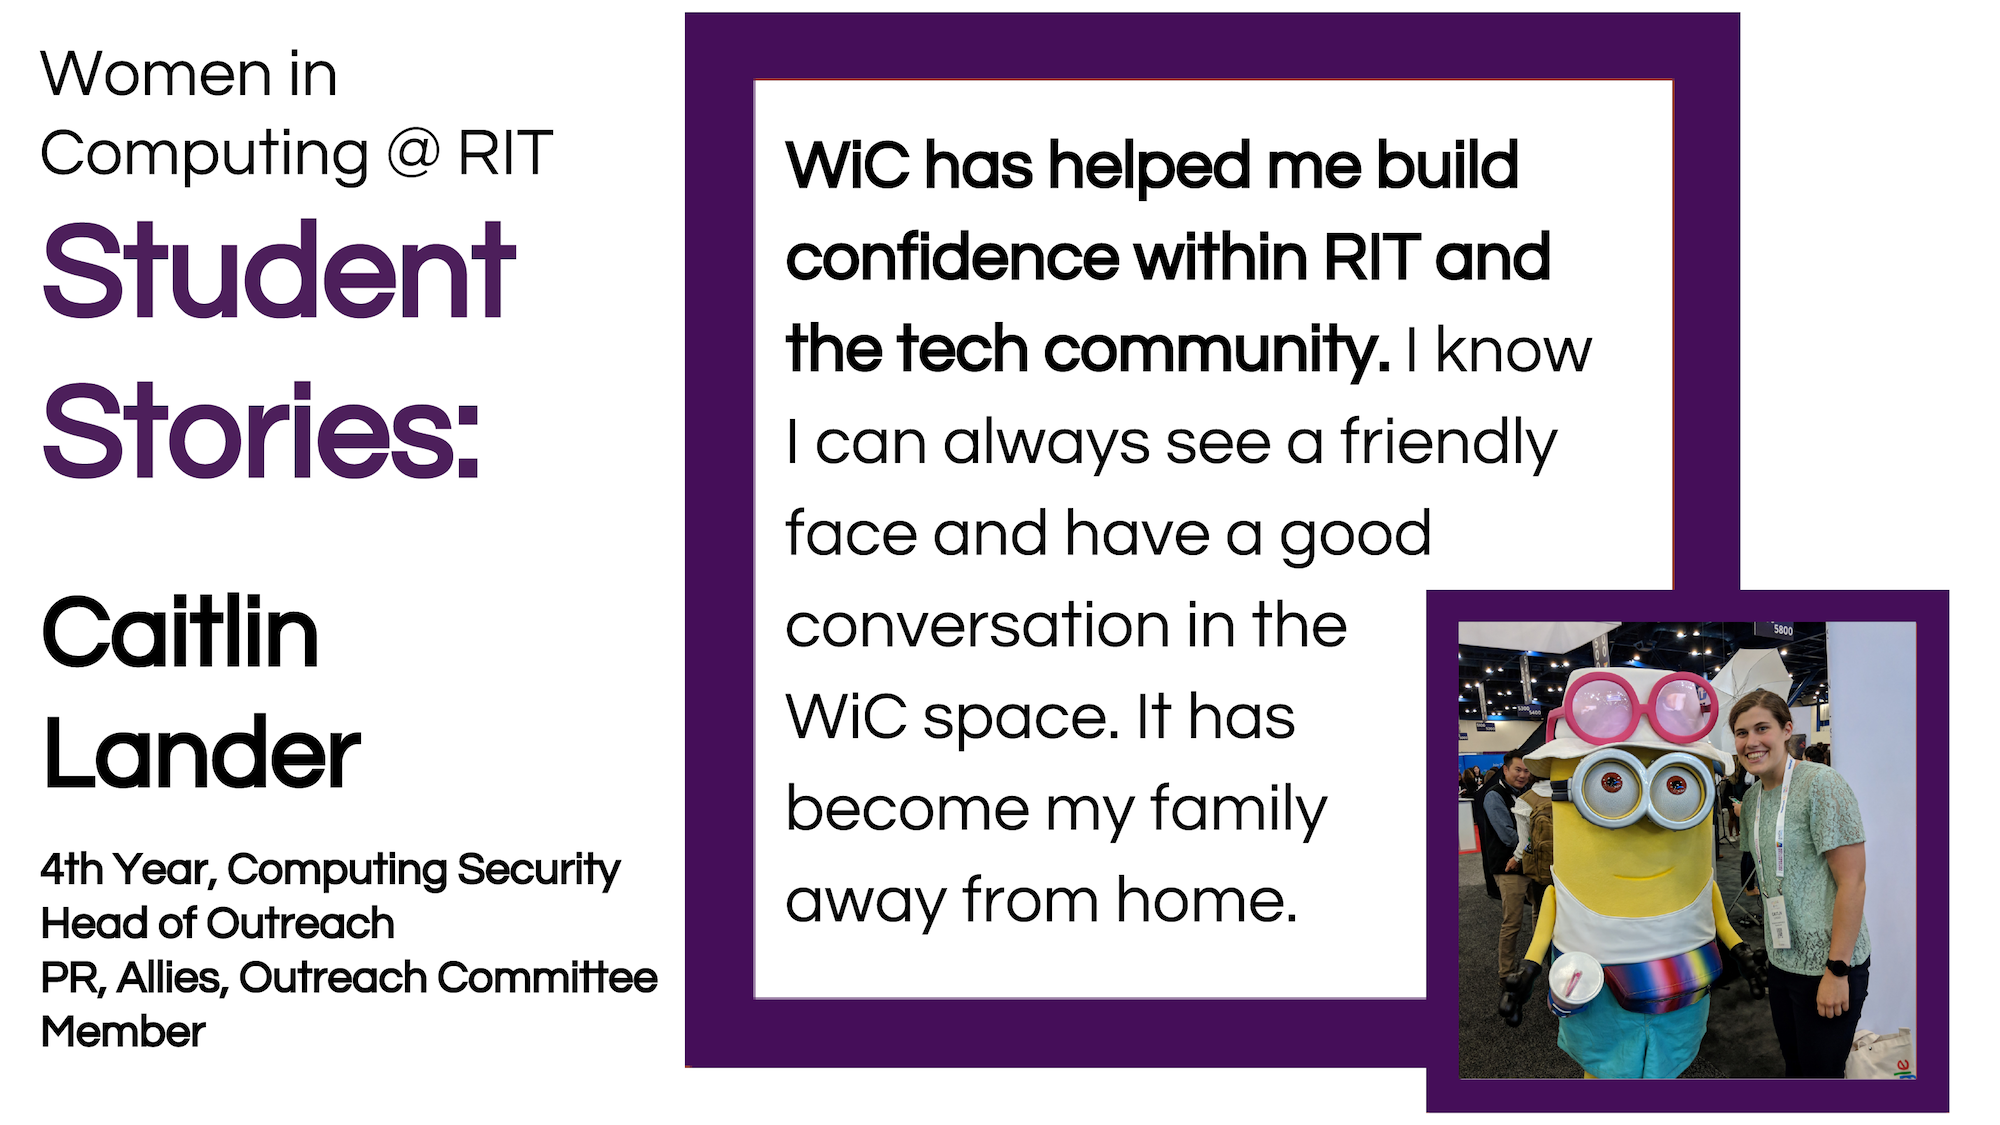 Women in
Computing @ RIT
Student
Stories:
Caitlin
Lander
4th Year, Computing Security
Head of Outreach
PR, Allies, Outreach Committee
Member
WiC has helped me build
confidence within RIT and
the tech community. I know
I can always see a friendly
face and have a good
conversation in the
WiC space. It has
become my family
away from home.
5800